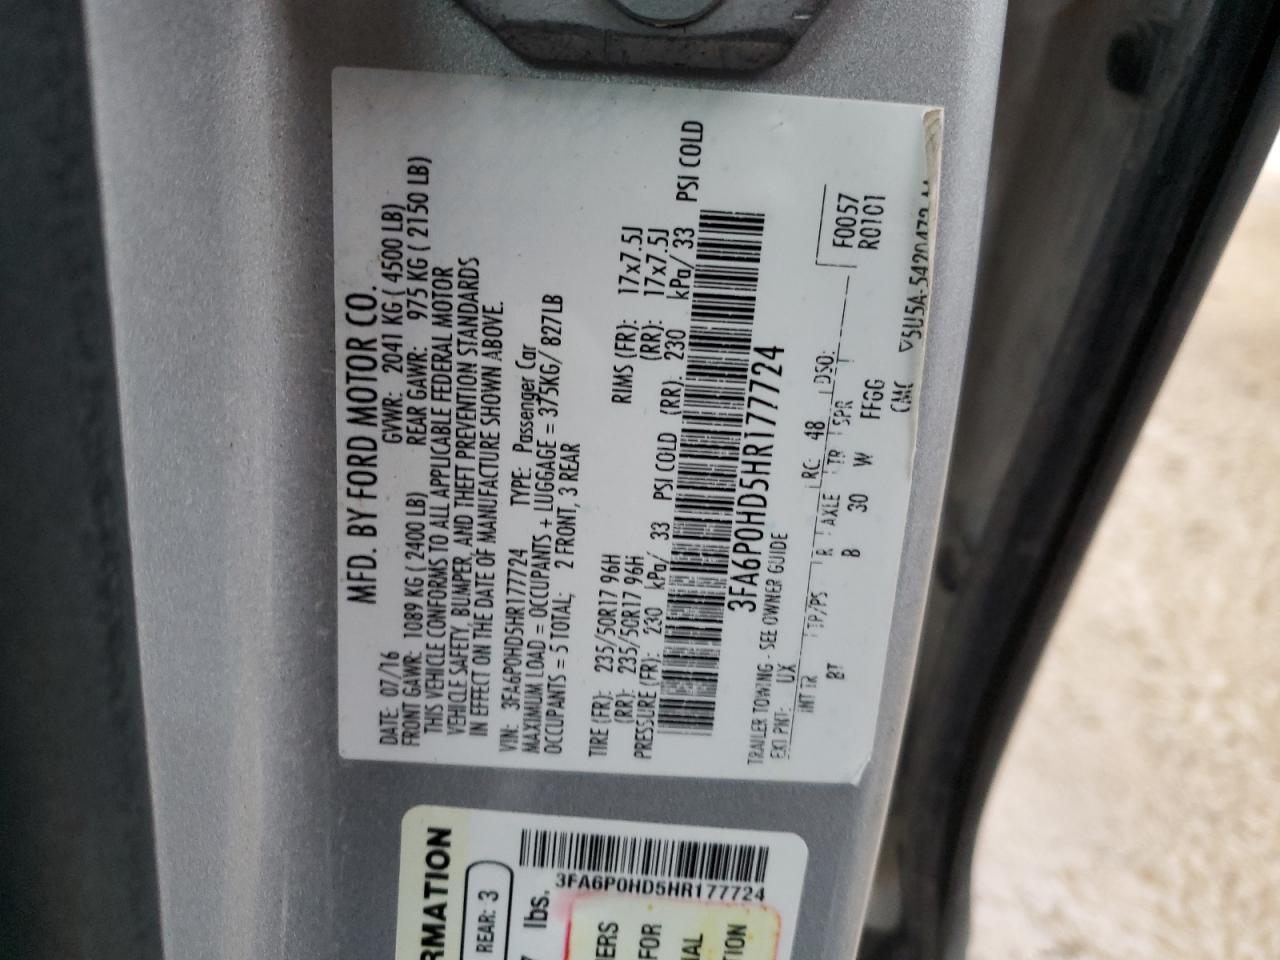 MFD. BY FORD MOTOR CO.
DATE: 07/16 GVWR: 2041 KG ( 4500 LB)
FRONT GAWR: 1089 KG ( 2400 LB) REAR GAWR: 975 KG ( 2150 LB)
THIS VEHICLE CONFORMS TO ALL APPLICABLE FEDERAL MOTOR
VEHICLE SAFETY, BUMPER, AND THEFT PREVENTION STANDARDS
IN EFFECT ON THE DATE OF MANUFACTURE SHOWN ABOVE.
VIN: 3FA6P0HD5HR177724 TYPE: Passenger Car
MAXIMUM LOAD = OCCUPANTS + LUGGAGE = 375KG/ 827LB
OCCUPANTS = 5 TOTAL; 2 FRONT, 3 REAR
TIRE (FR): 235/50R17 96H RIMS (FR): 17x7.5J
(RR): 235/50R17 96H (RR): 17x7.5J
PRESSURE (FR): 230 kPa/ 33 PSI COLD (RR): 230 kPa/ 33 PSI COLD
3FA6P0HD5HR177724
TRAILER TOWING - SEE OWNER GUIDE
EXT PNT: UX RC: 48 DSO: F0057
INT TR TP/PS R AXLE TR SPR R0101
BT B 30 W FFGG
CMC
RMATION
REAR: 3
lbs.
3FA6P0HD5HR177724
IERS
FOR
IAL
TION